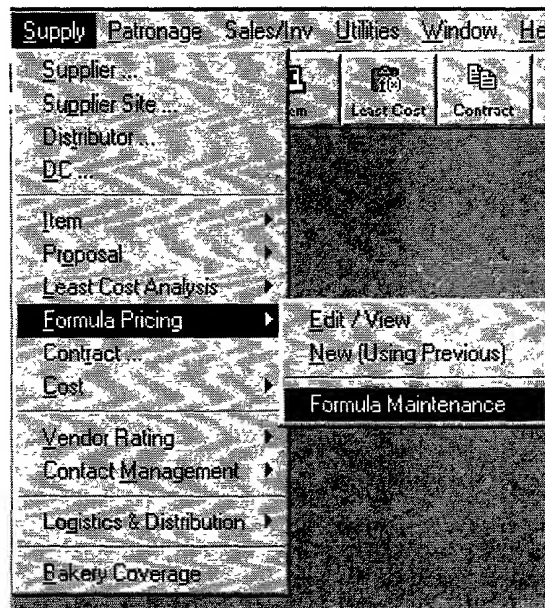 Supply Patronage Sales/Inv Utilities Window He
Supplier ...
Supplier Site ...
Distributor ...
DC ...
em Least Cost Contract
Item
Proposal
Least Cost Analysis
Formula Pricing
Edit / View
Contract ...
New (Using Previous)
Cost
Formula Maintenance
Vendor Rating
Contact Management
Logistics & Distribution
Bakery Coverage